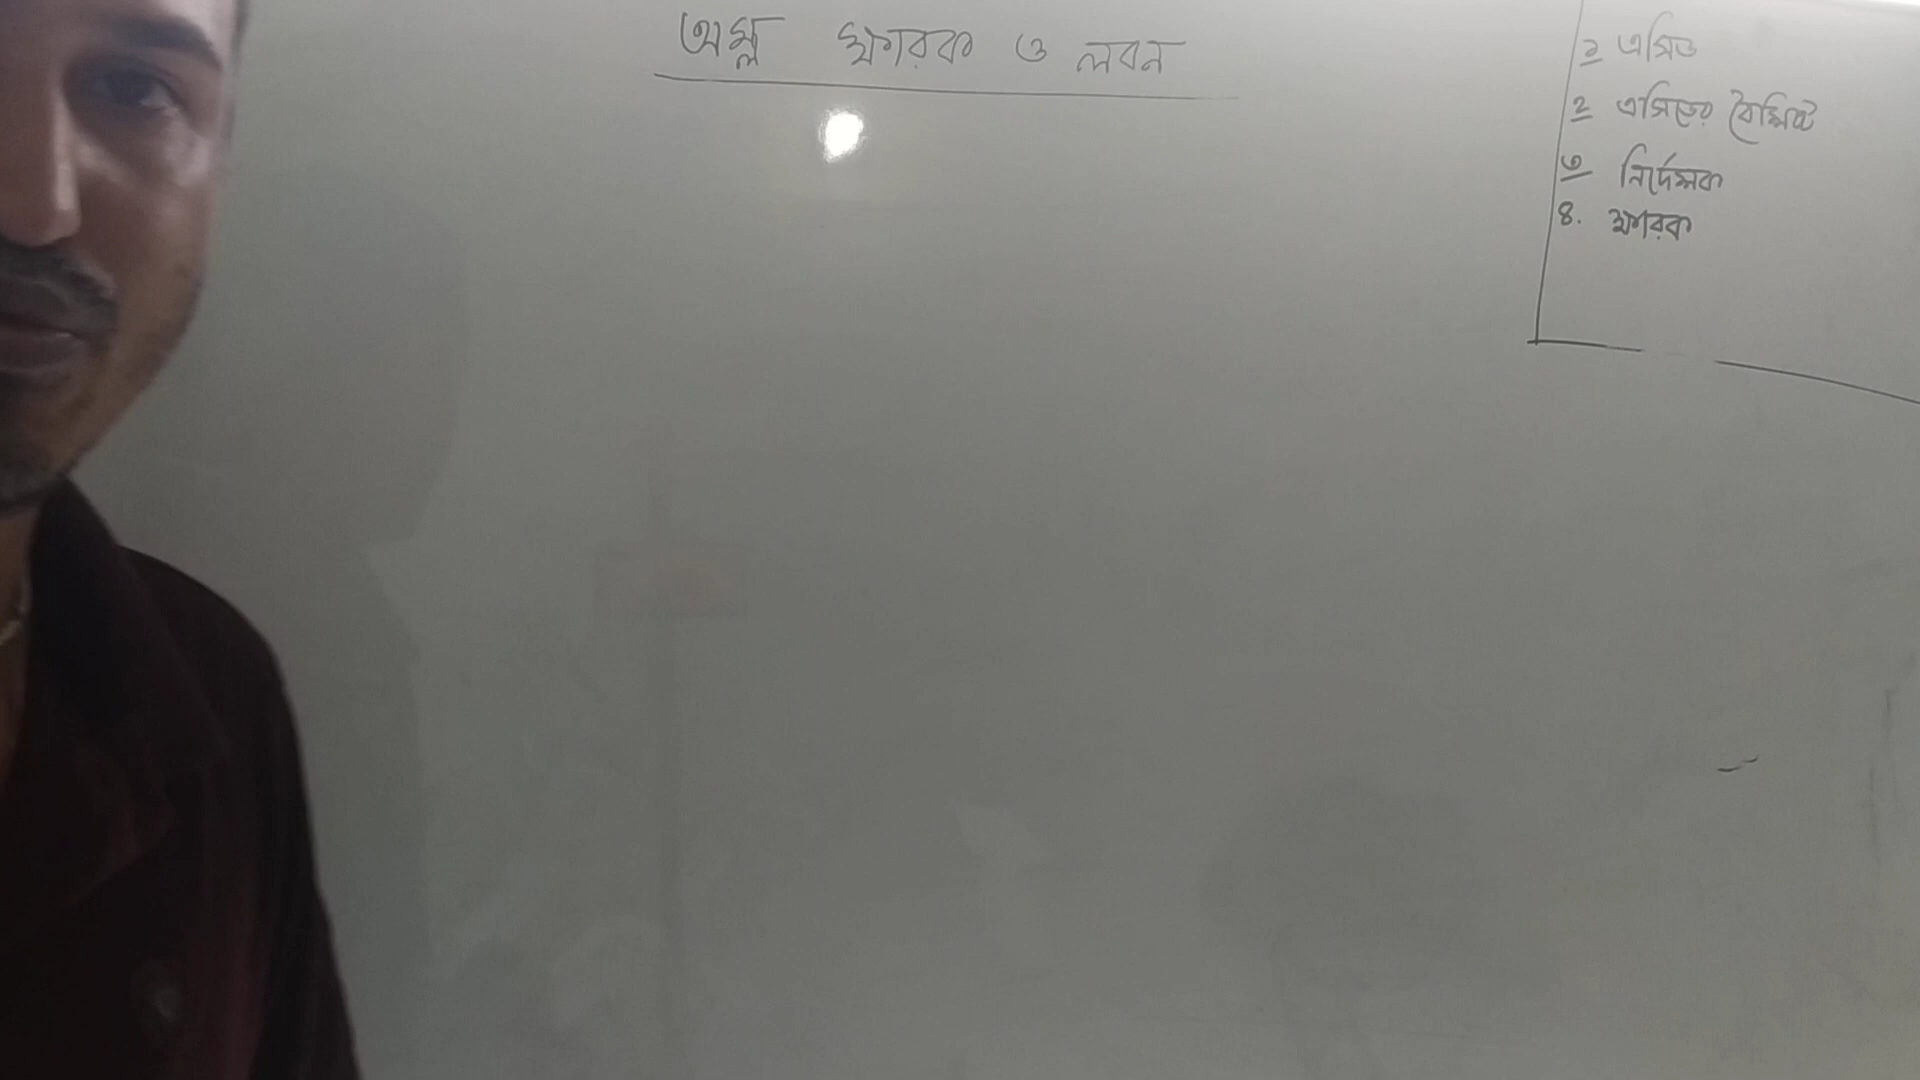 অম্ল ক্ষারক ও লবন
১ এসিড
২ এসিডের বৈশিষ্ট
৩ নির্দেশক
৪. ক্ষারক